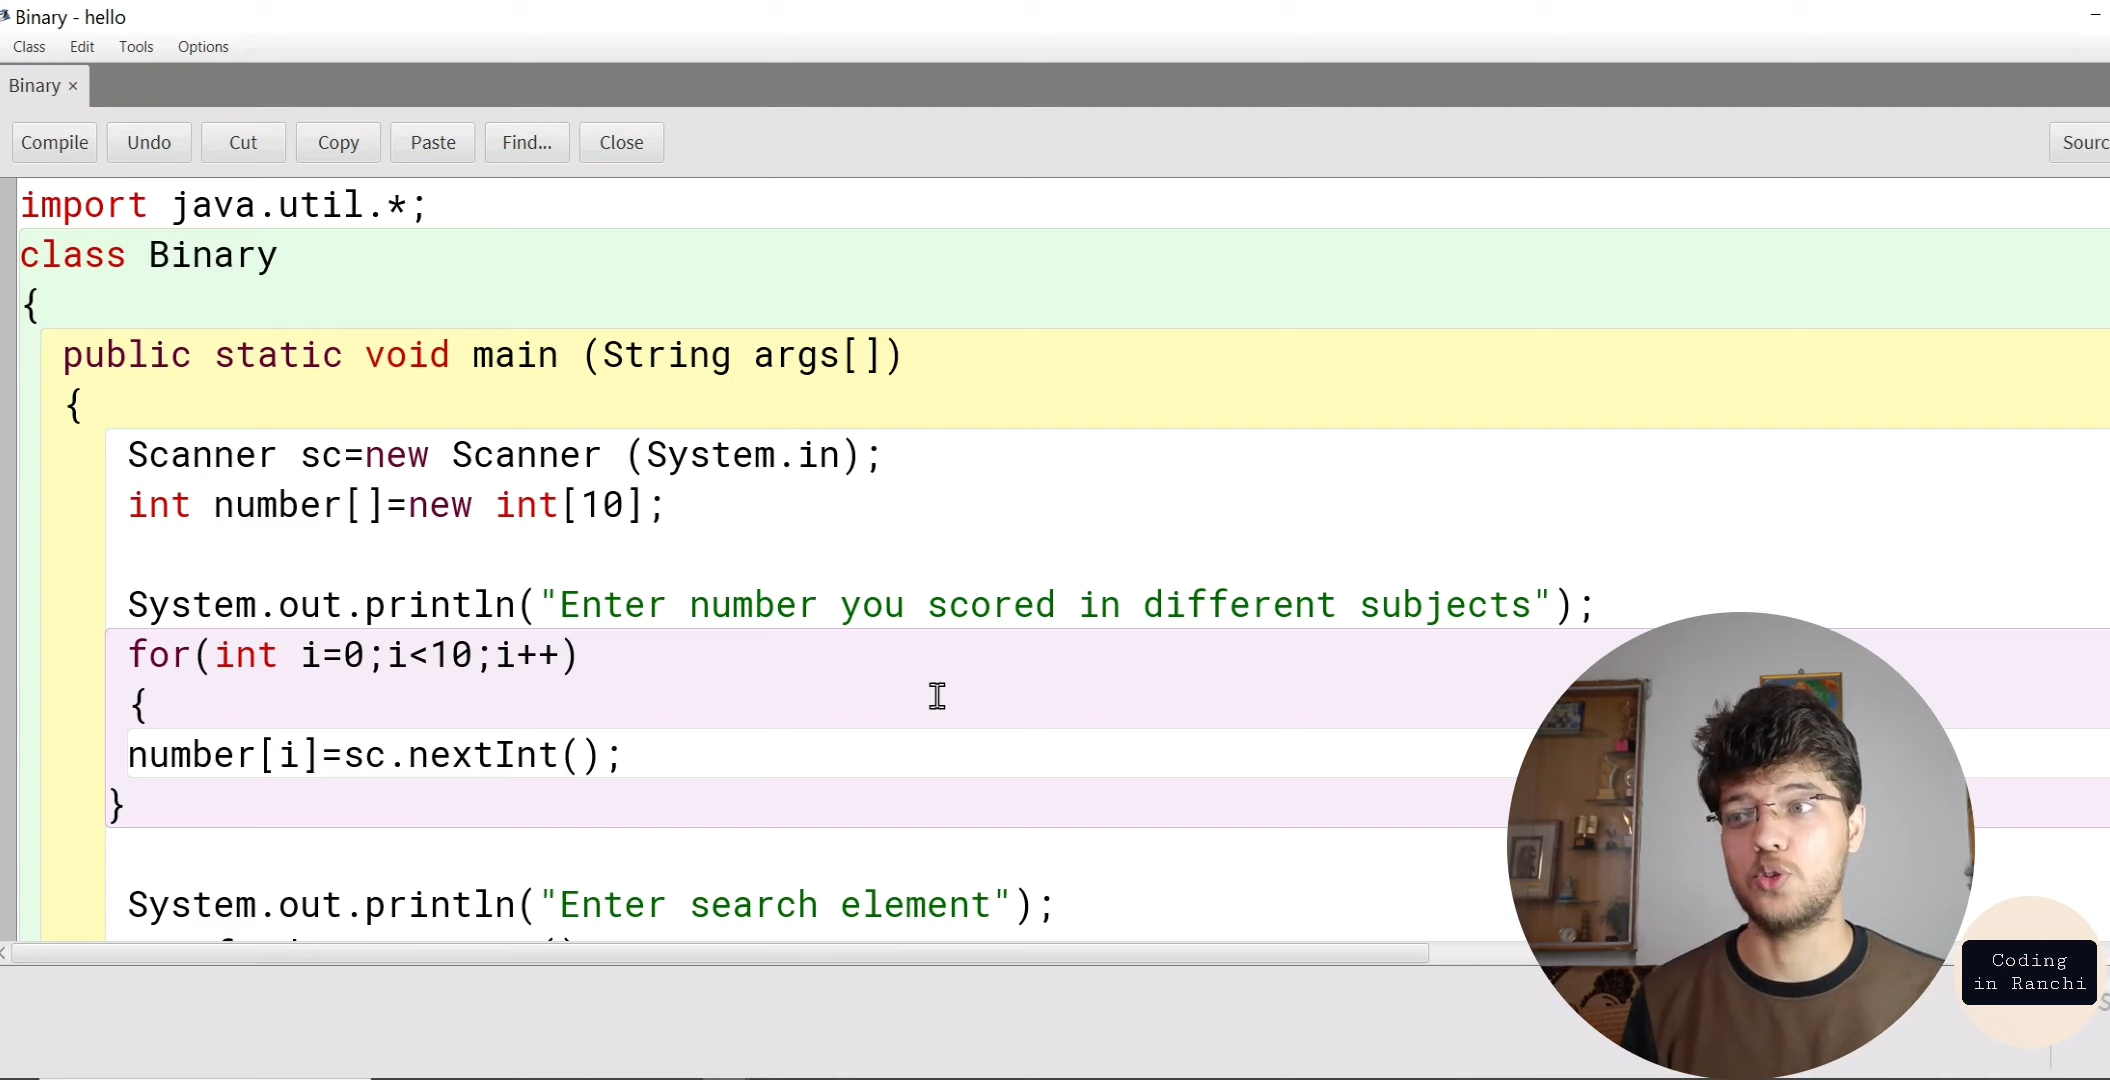 Binary - hello
Class Edit Tools Options
Binary ×
Compile Undo Cut Copy Paste Find... Close
import java.util.*;
class Binary
{
public static void main (String args[])
{
Scanner sc=new Scanner (System.in);
int number[]=new int[10];
System.out.println("Enter number you scored in different subjects");
for(int i=0;i<10;i++)
{
number[i]=sc.nextInt();
}
System.out.println("Enter search element");
Coding
in Ranchi